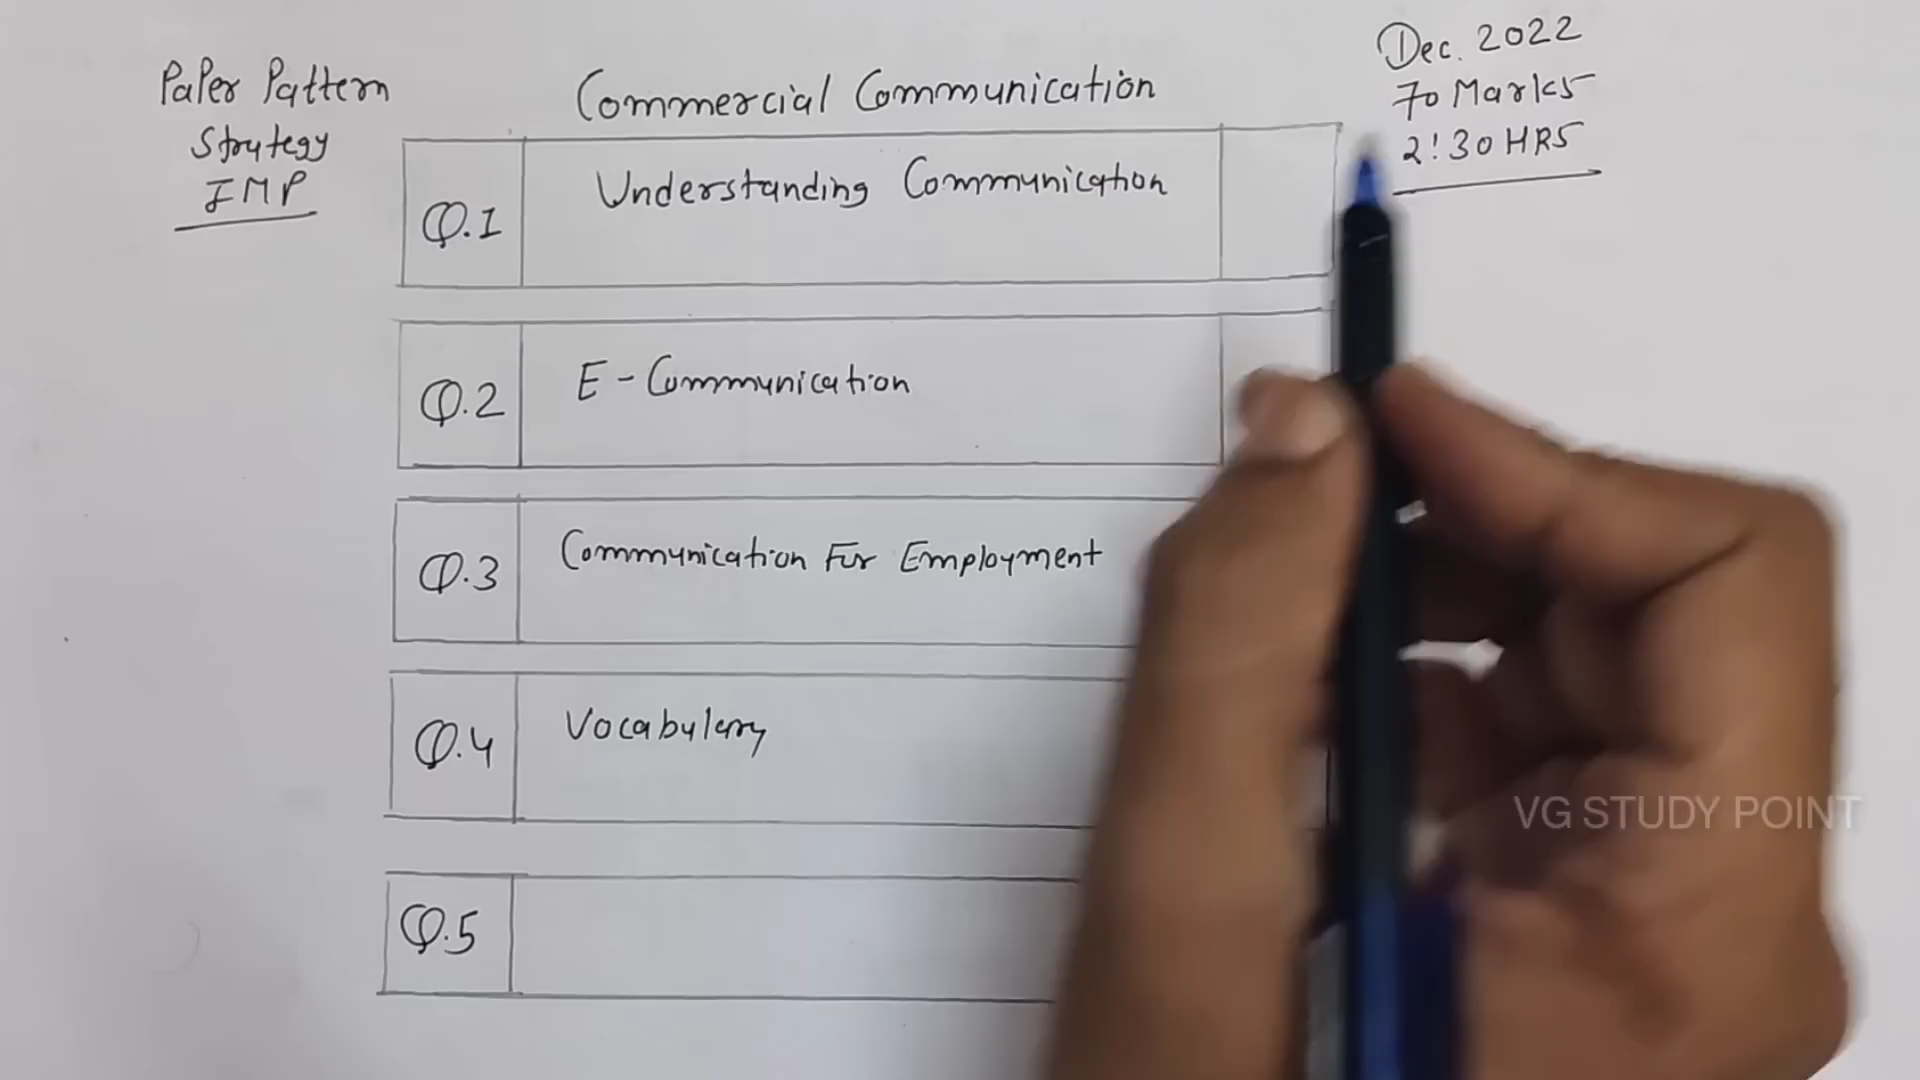 Paper Pattern
Strategy
IMP
Commercial Communication
Dec. 2022
70 Marks
2:30 HRS
Q.1 Understanding Communication
Q.2 E-Communication
Q.3 Communication For Employment
Q.4 Vocabulary
Q.5
VG STUDY POINT